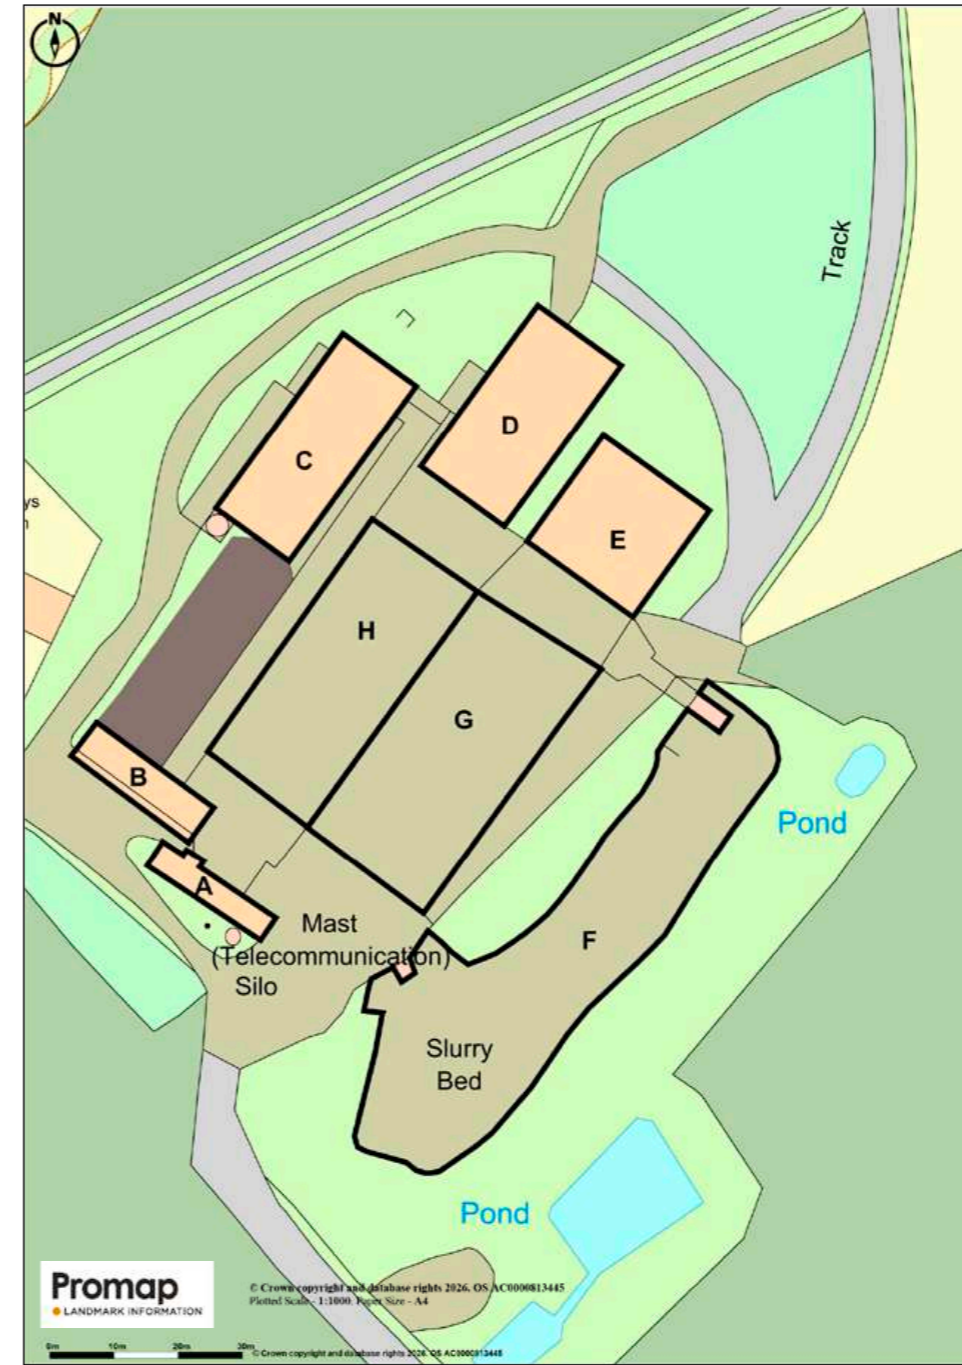 N
Track
C
D
E
ys
H
G
B
Pond
A
Mast
(Telecommunication)
Silo
F
Slurry
Bed
Pond
Promap
LANDMARK INFORMATION
© Crown copyright and database rights 2026. OS AC0000813445
Plotted Scale - 1:1000. Paper Size - A4
0m 10m 20m 30m
© Crown copyright and database rights 2026. OS AC0000813445